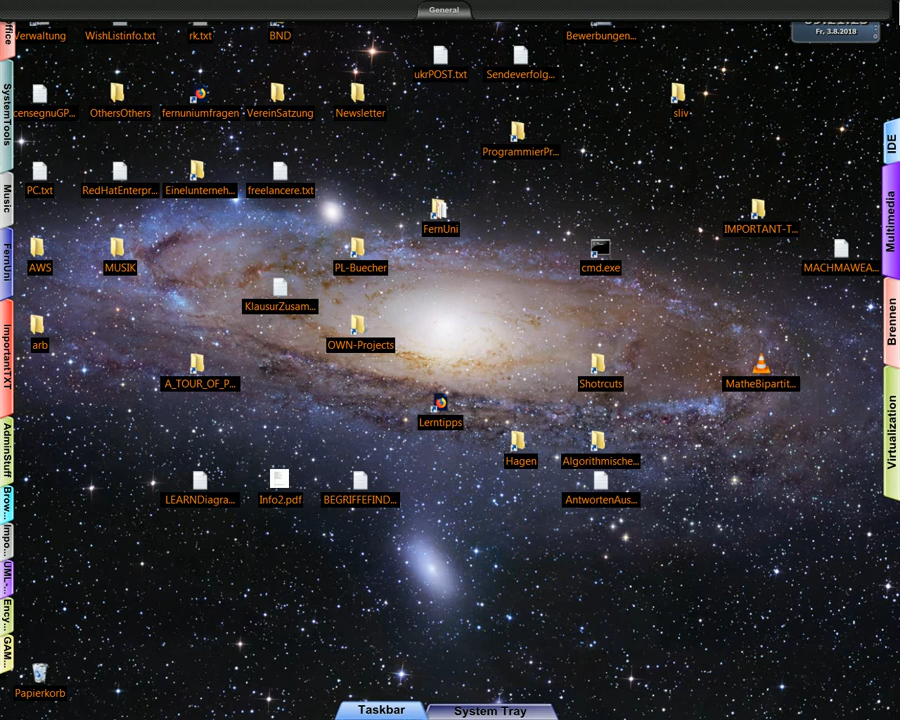 General
Verwaltung
WishListinfo.txt
rk.txt
BND
Bewerbungen...
Fr, 3.8.2018
ukrPOST.txt
Sendeverfolg...
censegnuGP...
OthersOthers
fernuniumfragen
VereinSatzung
Newsletter
sliv
ProgrammierPr...
PC.txt
RedHatEnterpr...
Einelunterneh...
freelancere.txt
FernUni
IMPORTANT-T...
AWS
MUSIK
PL-Buecher
cmd.exe
MACHMAWEA...
KlausurZusam...
arb
OWN-Projects
A_TOUR_OF_P...
Shotrcuts
MatheBipartit...
Lerntipps
Hagen
Algorithmische...
LEARNDiagra...
Info2.pdf
BEGRIFFEFIND...
AntwortenAus...
Papierkorb
ffice
SystemTools
Music
FernUni
ImportantTXT
AdminStuff
Brow...
Impo...
UML-...
Ency...
GAM...
IDE
Multimedia
Brennen
Virtualization
Taskbar
System Tray